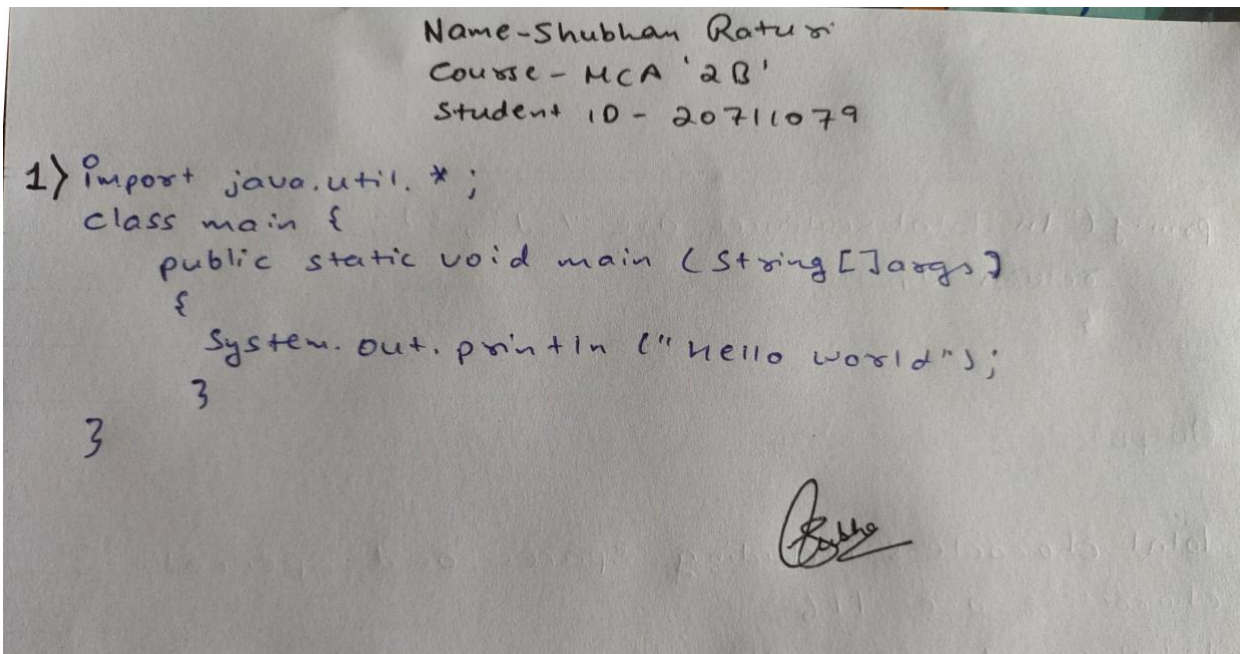 Name-Shubhan Raturi
Course - MCA '2B'
Student ID - 20711079
1) import java.util.*;
class main {
public static void main (String[]args)
{
System.out.println ("Hello world");
}
}